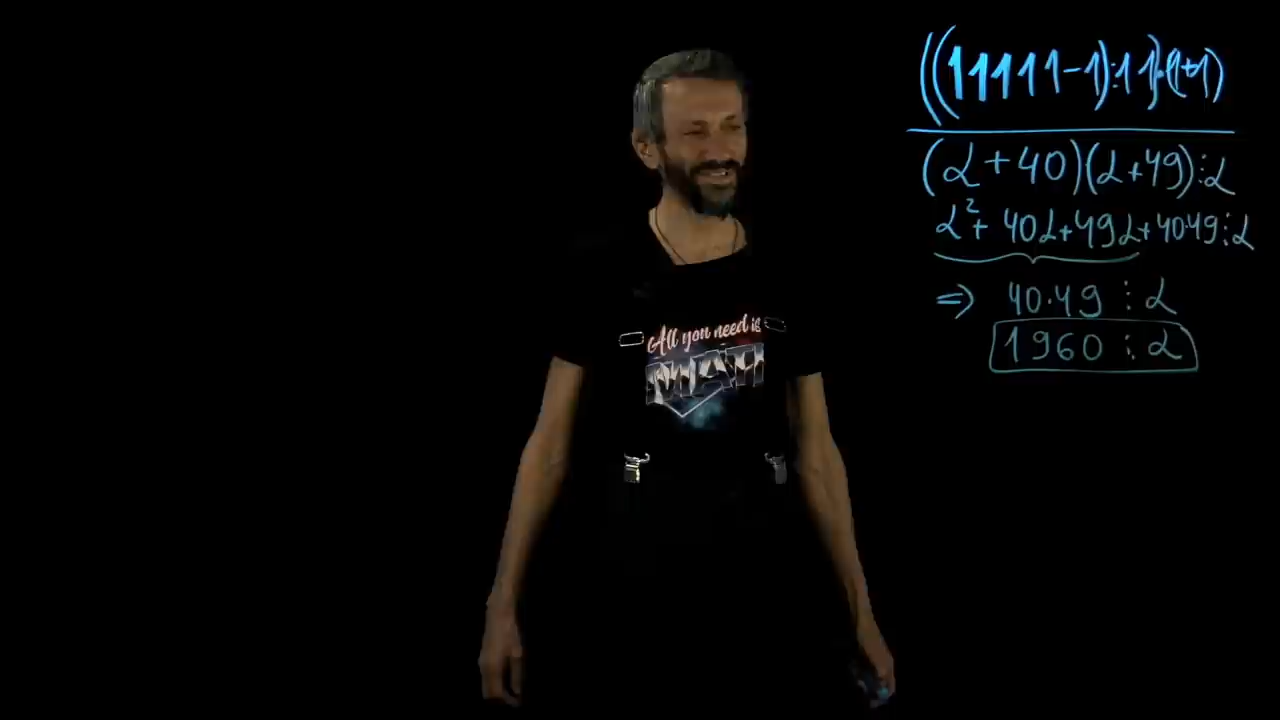 ((11111-1):11)·(1+1)
(α+40)(α+49)⋮α
α²+40α+49α+40·49⋮α
⇒ 40·49⋮α
1960⋮α
All you need is
MATH